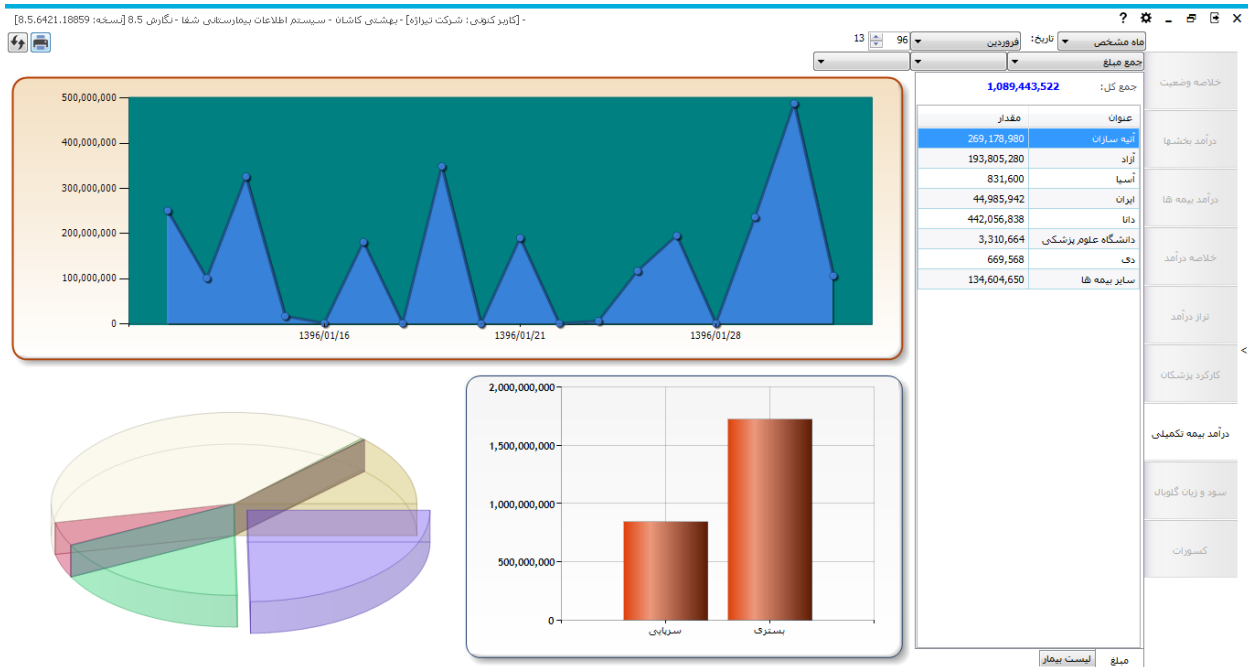 - [کاربر کنونی: شرکت تیراژه] - بهشتی کاشان - سیستم اطلاعات بیمارستانی شفا - نگارش 8.5 [نسخه: 8.5.6421.18859]
ماه مشخص
تاریخ:
فروردین
13 96
جمع مبلغ
جمع کل: 1,089,443,522
عنوان مقدار
آتیه سازان 269,178,980
آزاد 193,805,280
آسیا 831,600
ایران 44,985,942
دانا 442,056,838
دانشگاه علوم پزشکی 3,310,664
دی 669,568
سایر بیمه ها 134,604,650
مبلغ
لیست بیمار
خلاصه وضعیت
درآمد بخشها
درآمد بیمه ها
خلاصه درآمد
تراز درآمد
کارکرد پزشکان
درآمد بیمه تکمیلی
سود و زیان گلوبال
کسورات
500,000,000
400,000,000
300,000,000
200,000,000
100,000,000
0
1396/01/16 1396/01/21 1396/01/28
2,000,000,000
1,500,000,000
1,000,000,000
500,000,000
0
سرپایی بستری